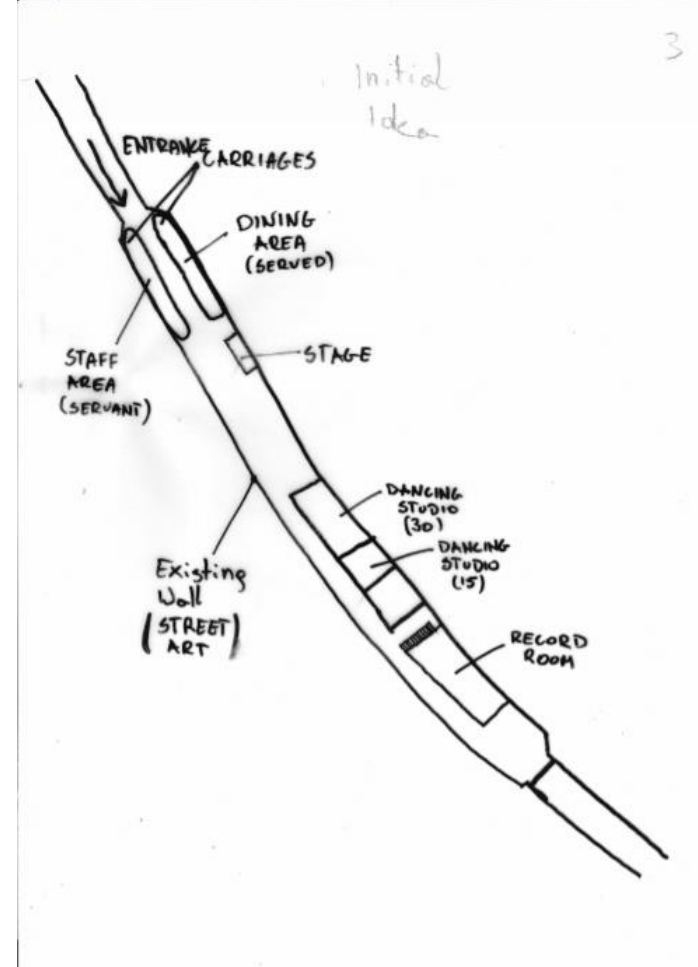 3
Initial
Idea
ENTRANCE
CARRIAGES
DINING
AREA
(SERVED)
STAFF
AREA
(SERVANT)
STAGE
DANCING
STUDIO
(30)
DANCING
STUDIO
(15)
Existing
Wall
(STREET)
ART
RECORD
ROOM